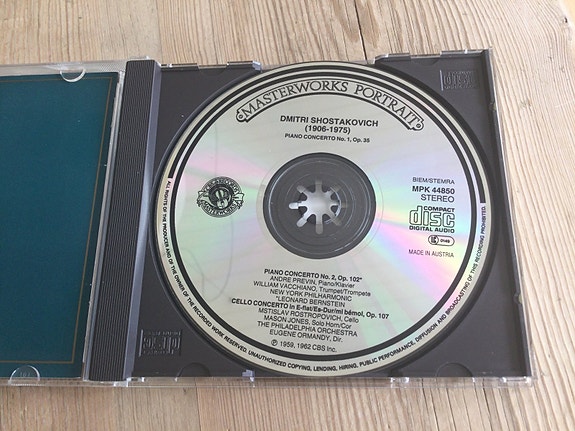 MASTERWORKS PORTRAIT
DMITRI SHOSTAKOVICH
(1906-1975)
PIANO CONCERTO No. 1, Op. 35
BIEM/STEMRA
MPK 44850
STEREO
COMPACT
disc
DIGITAL AUDIO
0149
MADE IN AUSTRIA
PIANO CONCERTO No. 2, Op. 102*
ANDRE PREVIN, Piano/Klavier
WILLIAM VACCHIANO, Trumpet/Trompete
NEW YORK PHILHARMONIC
*LEONARD BERNSTEIN
CELLO CONCERTO in E-flat/Es-Dur/mi bémol, Op. 107
MSTISLAV ROSTROPOVICH, Cello
MASON JONES, Solo Horn/Cor
THE PHILADELPHIA ORCHESTRA
EUGENE ORMANDY, Dir.
℗ 1959, 1962 CBS Inc.
ALL RIGHTS OF THE PRODUCER AND OF THE OWNER OF THE RECORDED WORK RESERVED. UNAUTHORIZED COPYING, LENDING, HIRING, PUBLIC PERFORMANCE, DIFFUSION AND BROADCASTING OF THIS RECORDING PROHIBITED.